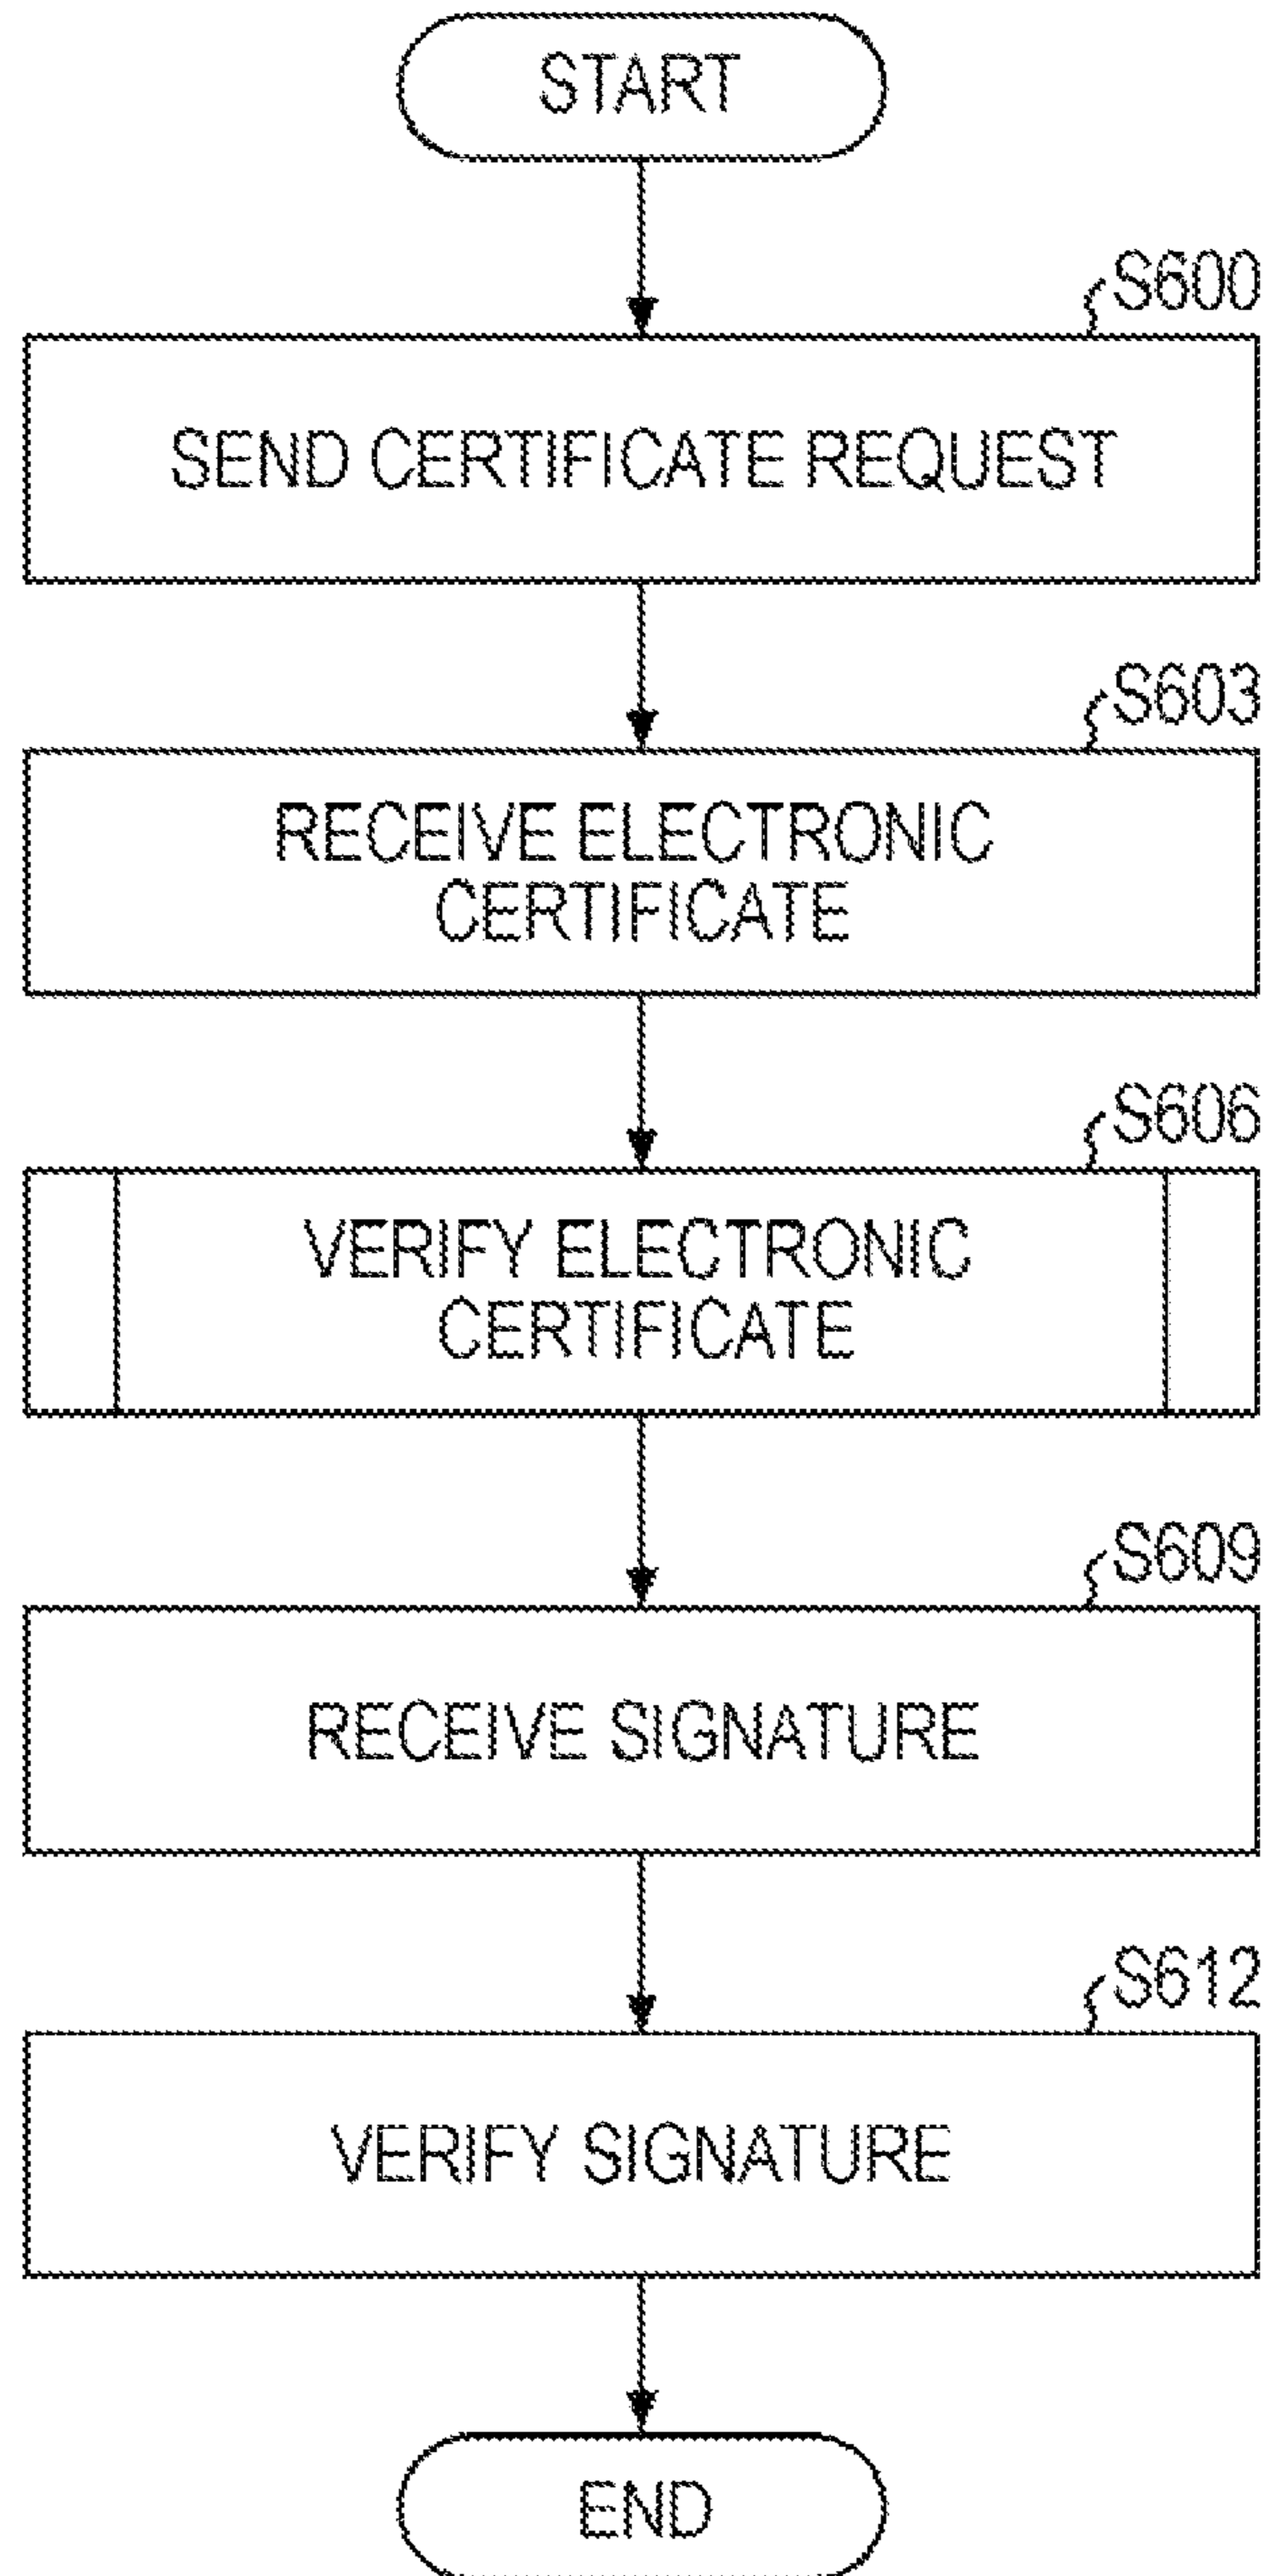 START
S600
SEND CERTIFICATE REQUEST
S603
RECEIVE ELECTRONIC
CERTIFICATE
S606
VERIFY ELECTRONIC
CERTIFICATE
S609
RECEIVE SIGNATURE
S612
VERIFY SIGNATURE
END